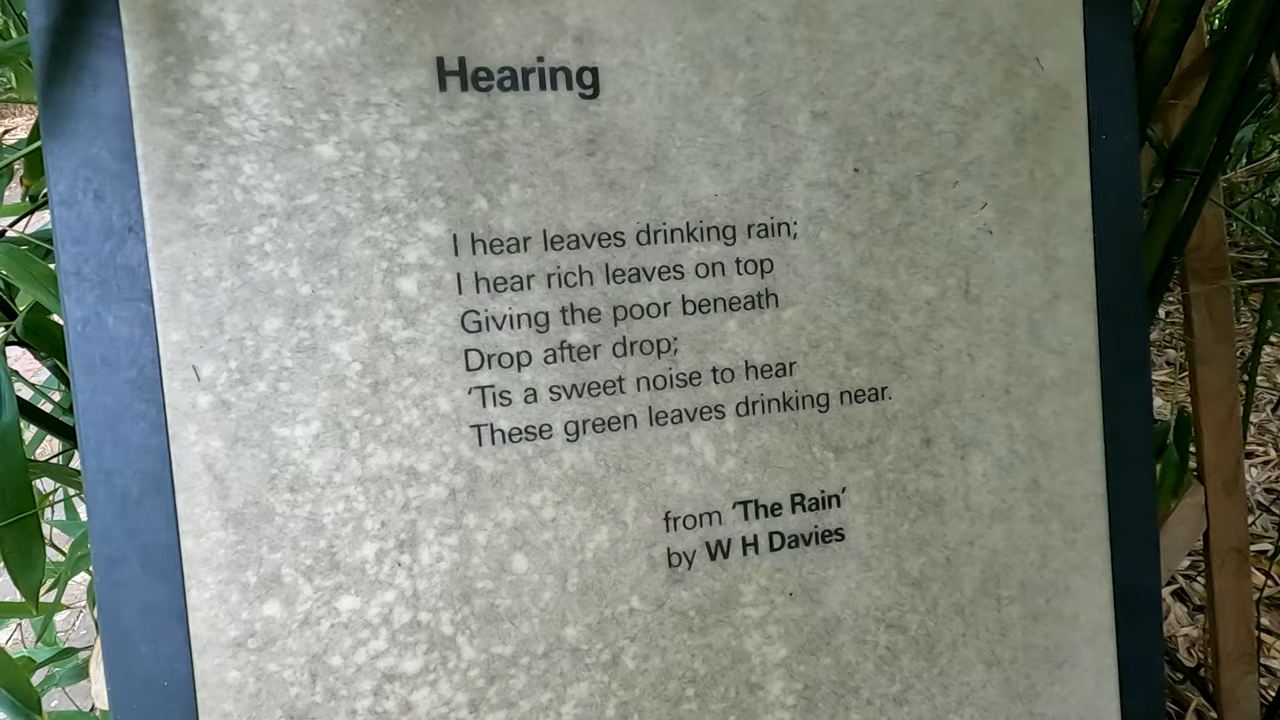 Hearing
I hear leaves drinking rain;
I hear rich leaves on top
Giving the poor beneath
Drop after drop;
‘Tis a sweet noise to hear
These green leaves drinking near.
from ‘The Rain’
by W H Davies